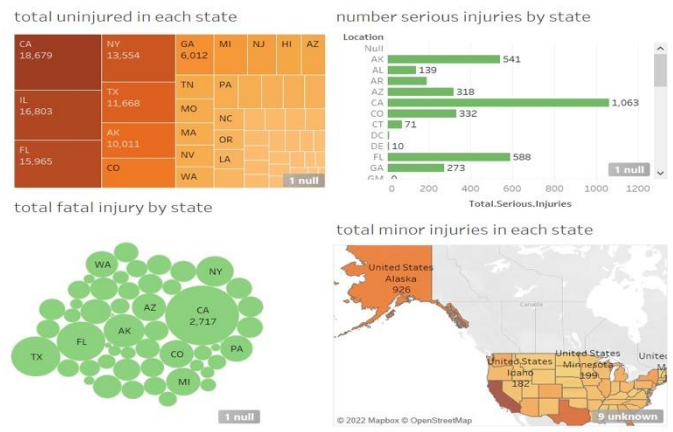 total uninjured in each state
CA
18,679
IL
16,803
FL
15,965
NY
13,554
TX
11,668
AK
10,011
CO
GA
6,012
MI
NJ
HI
AZ
TN
MO
MA
NV
WA
PA
NC
OR
LA
1 null
number serious injuries by state
Location
Null
AK 541
AL 139
AR
AZ 318
CA 1,063
CO 332
CT 71
DC
DE 10
FL 588
GA 273
GM 0
1 null
0 200 400 600 800 1000 1200
Total.Serious.Injuries
total fatal injury by state
WA
NY
AZ
CA
2,717
AK
FL
TX
CO
PA
MI
1 null
total minor injuries in each state
United States
Alaska
926
Canada
United States
Idaho
182
United States
Minnesota
199
© 2022 Mapbox © OpenStreetMap
9 unknown